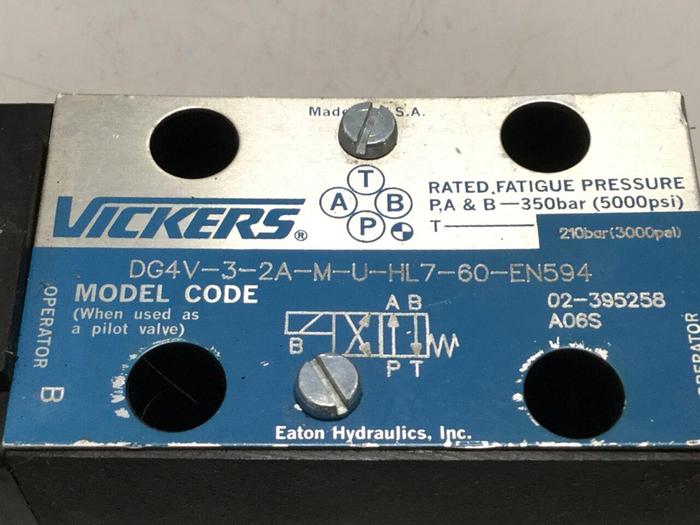 Made U.S.A.
VICKERS®
T
A B
P
RATED FATIGUE PRESSURE
P,A & B—350bar (5000psi)
T— 210bar(3000psi)
DG4V-3-2A-M-U-HL7-60-EN594
MODEL CODE
(When used as
a pilot valve)
OPERATOR B
A B
B
P T
02-395258
A06S
Eaton Hydraulics, Inc.